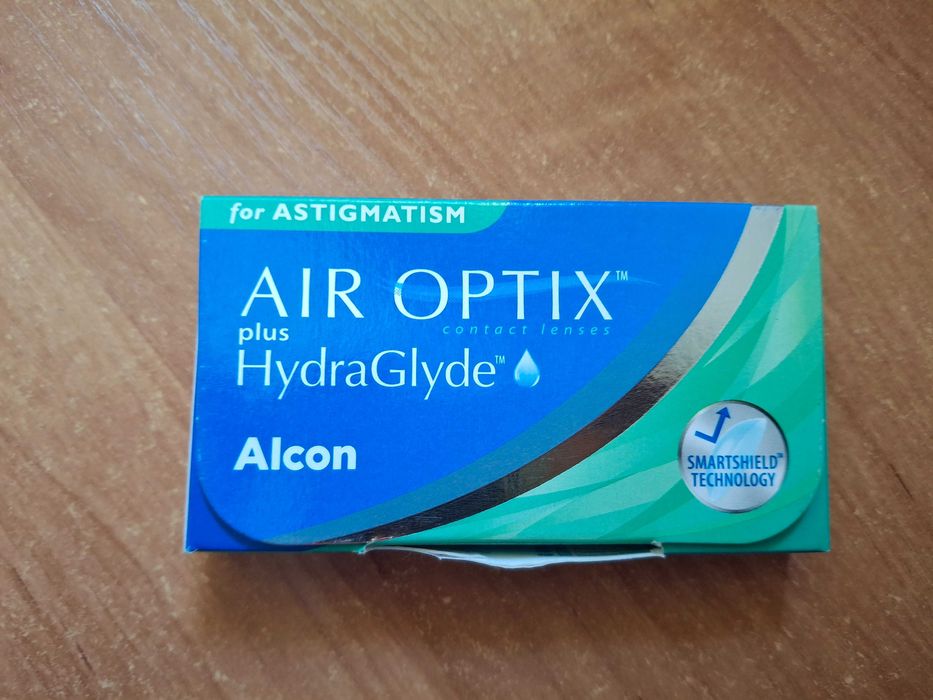 for ASTIGMATISM
AIR OPTIX™
contact lenses
plus
HydraGlyde™
Alcon
SMARTSHIELD™
TECHNOLOGY